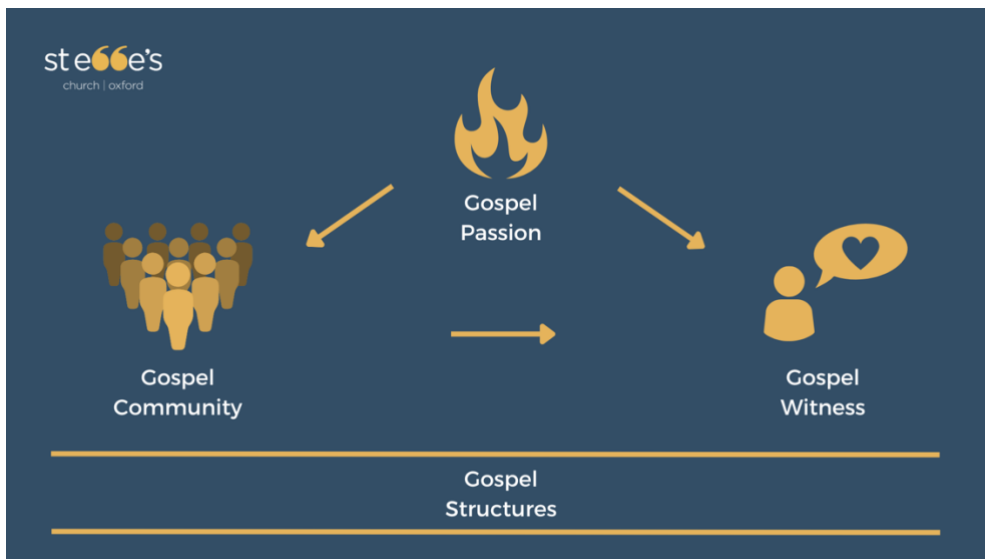 st ebbe's
church | oxford
Gospel
Passion
Gospel
Community
Gospel
Witness
Gospel
Structures